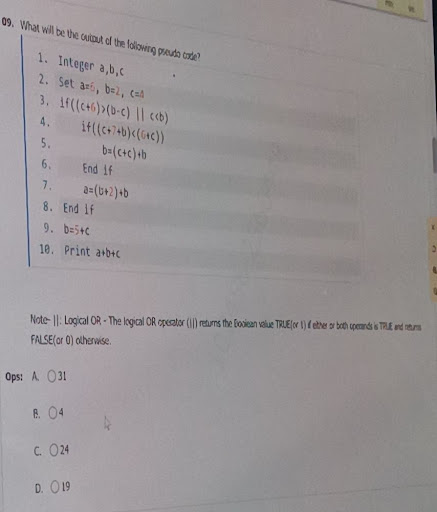 09. What will be the output of the following pseudo code?
1. Integer a,b,c
2. Set b=2,
3. if((c+6)>(b-c) || c<b)
4. if((c+7+b)<(6+c))
5. b=(c+c)+b
6. End if
7. a=(b+2)+b
8. End if
9. b=5+c
10. Print a+b+c
Note- ||: Logical OR - The logical OR operator (||) returns the Boolean value TRUE(or 1) if either or both operands is TRUE and returns
FALSE(or 0) otherwise.
Ops: A. 31
B. 4
C. 24
D. 19